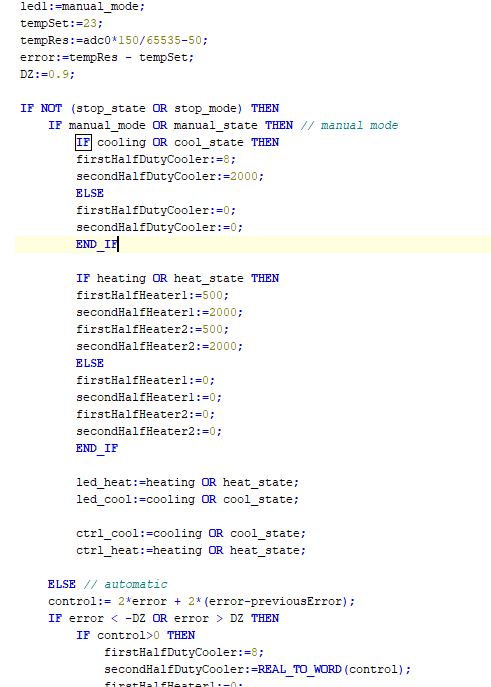 led1:=manual_mode;
tempSet:=23;
tempRes:=adc0*150/65535-50;
error:=tempRes - tempSet;
DZ:=0.9;
IF NOT (stop_state OR stop_mode) THEN
IF manual_mode OR manual_state THEN // manual mode
IF cooling OR cool_state THEN
firstHalfDutyCooler:=8;
secondHalfDutyCooler:=2000;
ELSE
firstHalfDutyCooler:=0;
secondHalfDutyCooler:=0;
END_IF
IF heating OR heat_state THEN
firstHalfHeater1:=500;
secondHalfHeater1:=2000;
firstHalfHeater2:=500;
secondHalfHeater2:=2000;
ELSE
firstHalfHeater1:=0;
secondHalfHeater1:=0;
firstHalfHeater2:=0;
secondHalfHeater2:=0;
END_IF
led_heat:=heating OR heat_state;
led_cool:=cooling OR cool_state;
ctrl_cool:=cooling OR cool_state;
ctrl_heat:=heating OR heat_state;
ELSE // automatic
control:= 2*error + 2*(error-previousError);
IF error < -DZ OR error > DZ THEN
IF control>0 THEN
firstHalfDutyCooler:=8;
secondHalfDutyCooler:=REAL_TO_WORD(control);
firstHalfHeater1:=0;